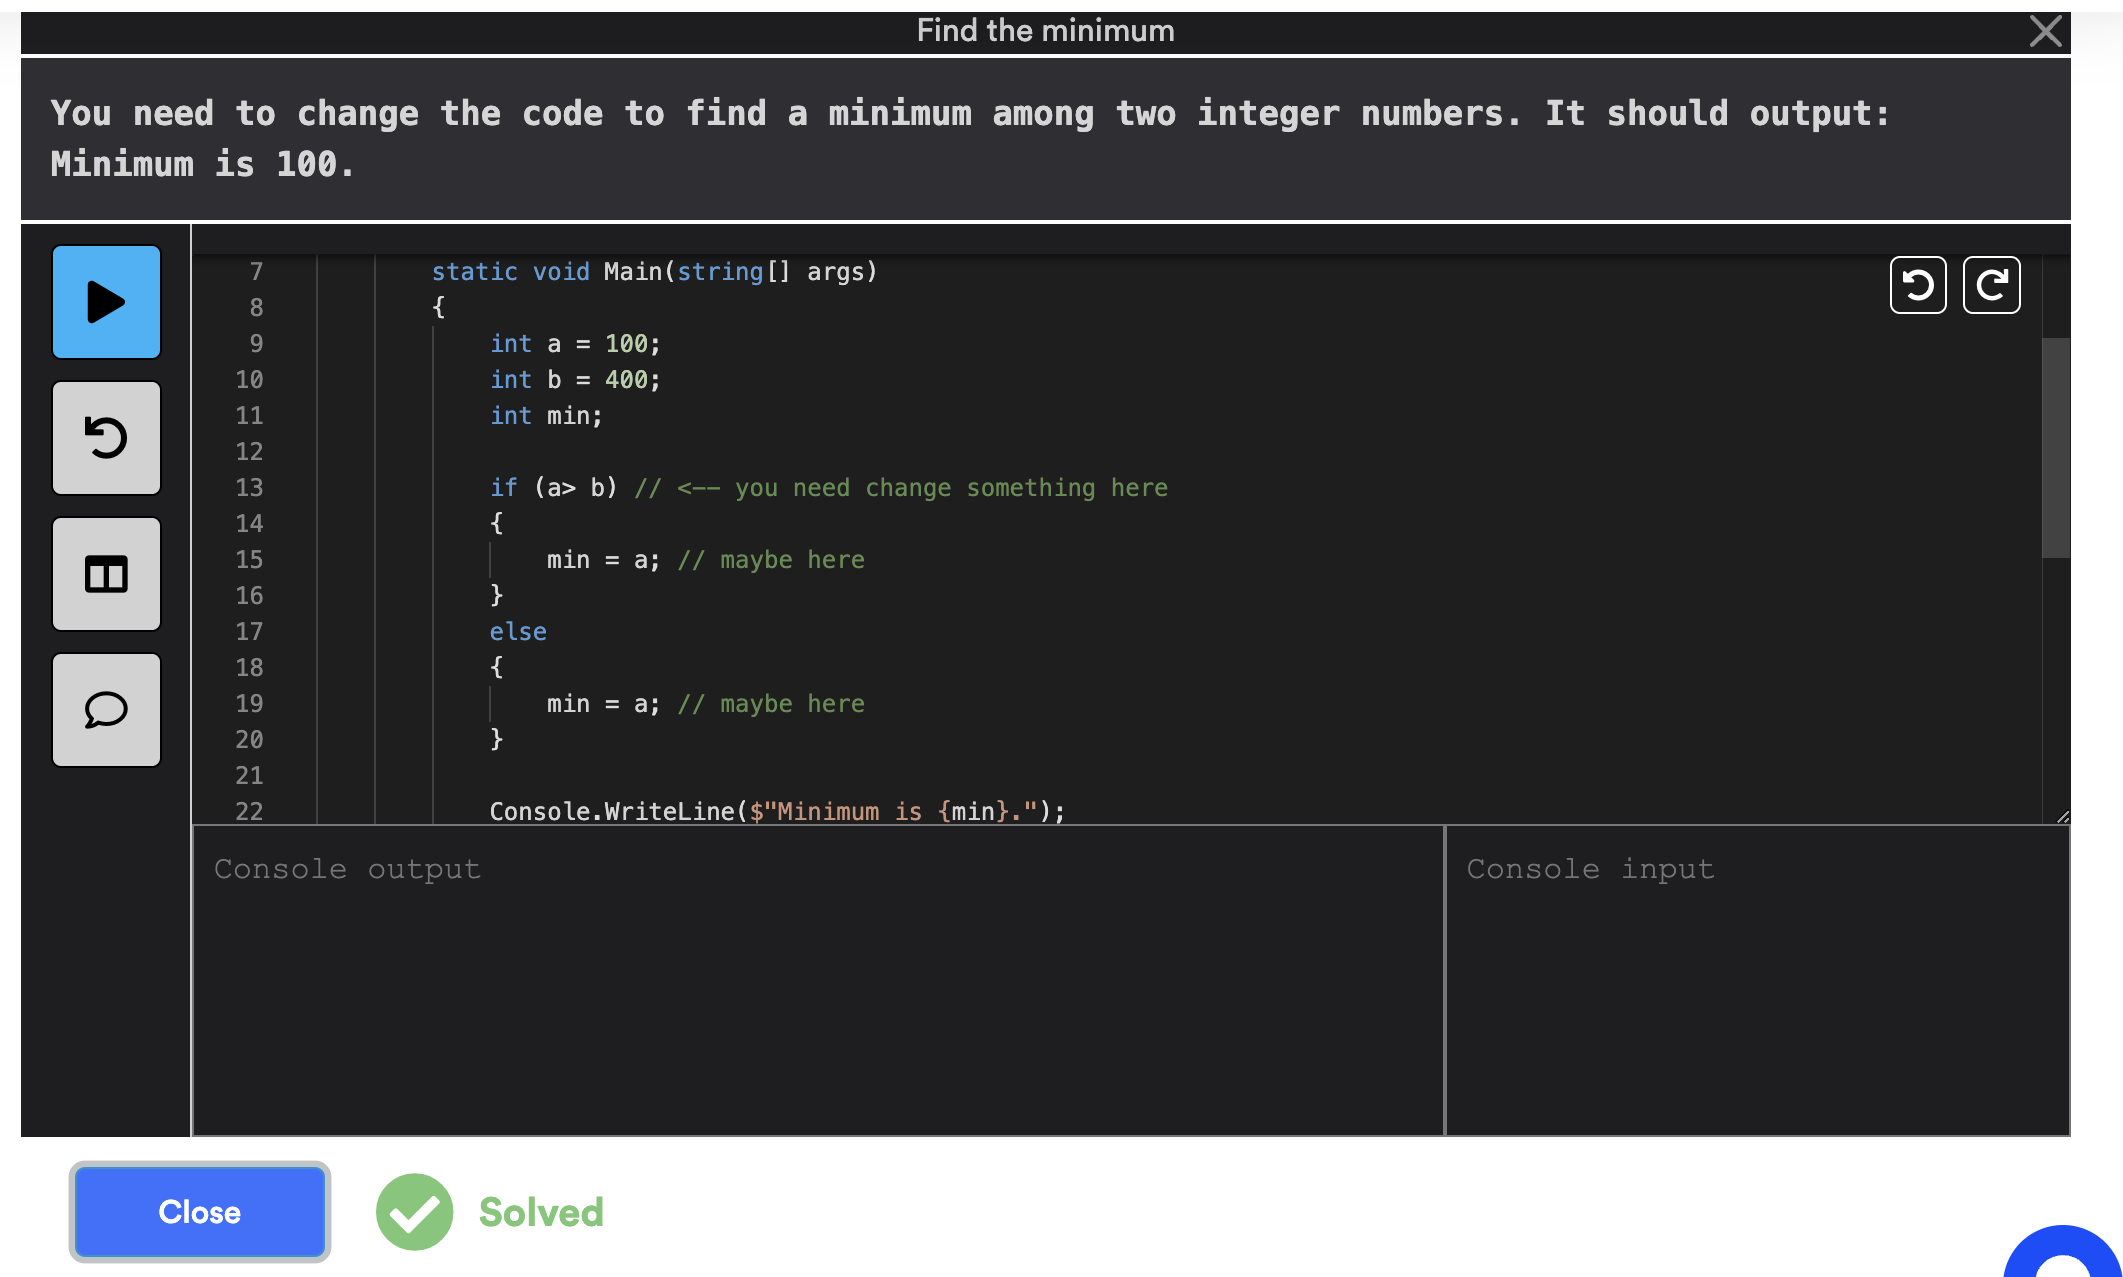 Find the minimum
You need to change the code to find a minimum among two integer numbers. It should output:
Minimum is 100.
7 static void Main(string[] args)
8 {
9 int a = 100;
10 int b = 400;
11 int min;
12
13 if (a> b) // <-- you need change something here
14 {
15 min = a; // maybe here
16 }
17 else
18 {
19 min = a; // maybe here
20 }
21
22 Console.WriteLine($"Minimum is {min}.");
Console output
Console input
Close
Solved